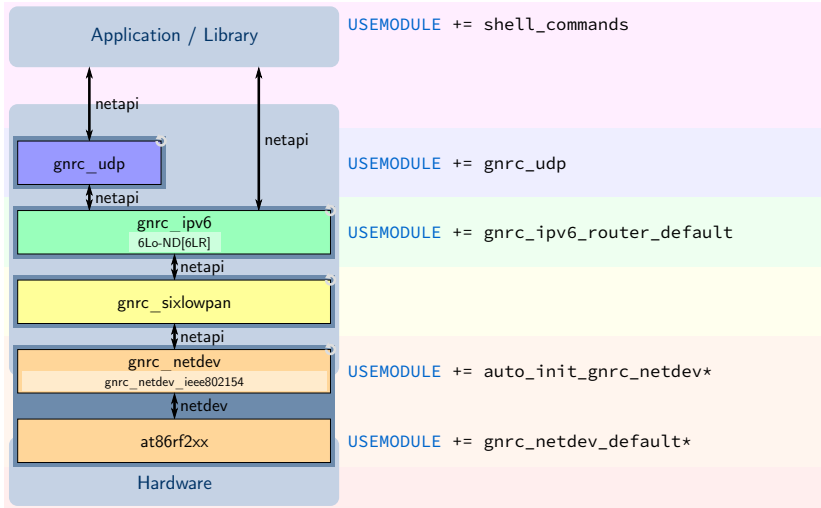 Application / Library
USEMODULE += shell_commands
netapi
netapi
gnrc_udp
USEMODULE += gnrc_udp
netapi
gnrc_ipv6
6Lo-ND[6LR]
USEMODULE += gnrc_ipv6_router_default
netapi
gnrc_sixlowpan
netapi
gnrc_netdev
gnrc_netdev_ieee802154
USEMODULE += auto_init_gnrc_netdev*
netdev
at86rf2xx
USEMODULE += gnrc_netdev_default*
Hardware